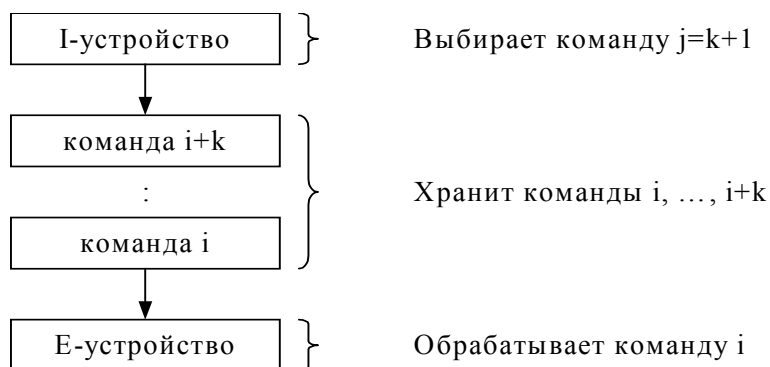 I-устройство
Выбирает команду j=k+1
команда i+k
:
Хранит команды i, ..., i+k
команда i
E-устройство
Обрабатывает команду i